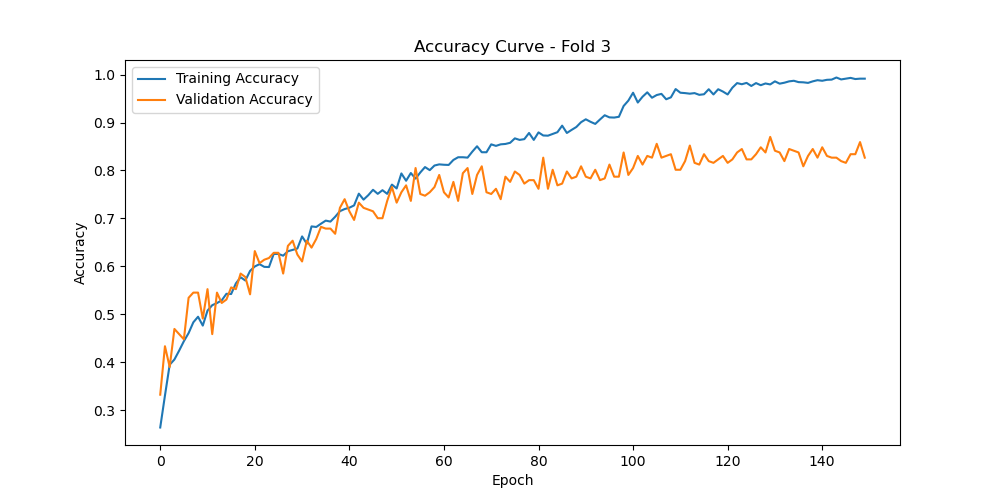 Accuracy Curve - Fold 3
Training Accuracy
Validation Accuracy
Accuracy
1.0
0.9
0.8
0.7
0.6
0.5
0.4
0.3
0 20 40 60 80 100 120 140
Epoch